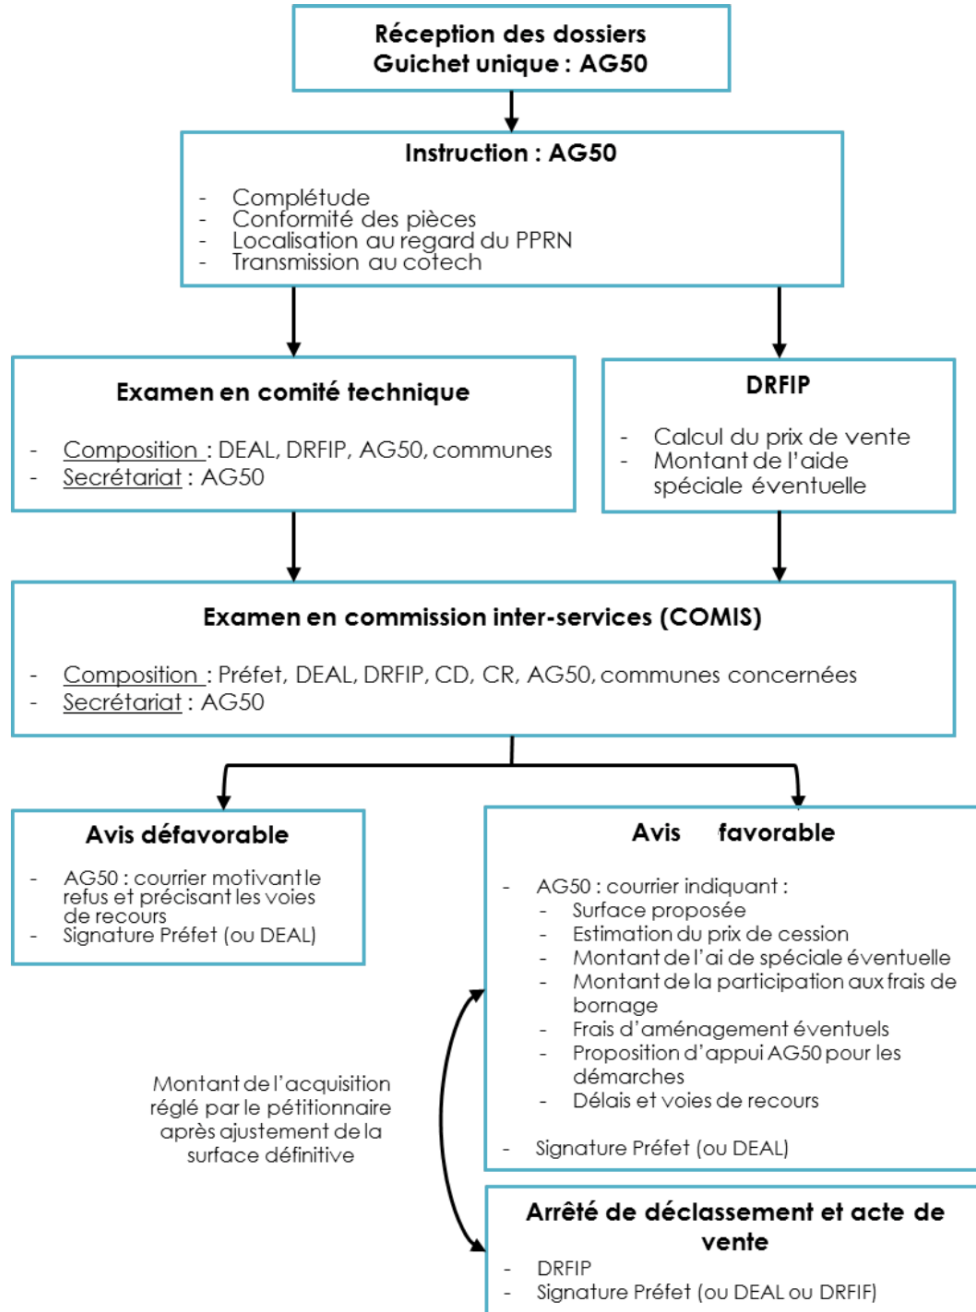 Réception des dossiers
Guichet unique : AG50
Instruction : AG50
- Complétude
- Conformité des pièces
- Localisation au regard du PPRN
- Transmission au cotech
Examen en comité technique
- Composition : DEAL, DRFIP, AG50, communes
- Secrétariat : AG50
DRFIP
- Calcul du prix de vente
- Montant de l'aide
spéciale éventuelle
Examen en commission inter-services (COMIS)
- Composition : Préfet, DEAL, DRFIP, CD, CR, AG50, communes concernées
- Secrétariat : AG50
Avis défavorable
- AG50 : courrier motivant le
refus et précisant les voies
de recours
- Signature Préfet (ou DEAL)
Avis favorable
- AG50 : courrier indiquant :
- Surface proposée
- Estimation du prix de cession
- Montant de l'ai de spéciale éventuelle
- Montant de la participation aux frais de
bornage
- Frais d'aménagement éventuels
- Proposition d'appui AG50 pour les
démarches
- Délais et voies de recours
- Signature Préfet (ou DEAL)
Montant de l'acquisition
réglé par le pétitionnaire
après ajustement de la
surface définitive
Arrêté de déclassement et acte de
vente
- DRFIP
- Signature Préfet (ou DEAL ou DRFIF)